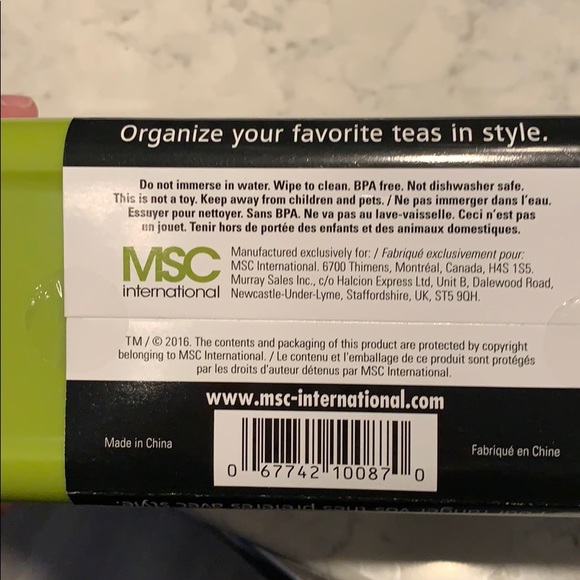 Organize your favorite teas in style.
Do not immerse in water. Wipe to clean. BPA free. Not dishwasher safe.
This is not a toy. Keep away from children and pets. / Ne pas immerger dans l'eau.
Essuyer pour nettoyer. Sans BPA. Ne va pas au lave-vaisselle. Ceci n'est pas
un jouet. Tenir hors de portée des enfants et des animaux domestiques.
MSC
international
Manufactured exclusively for: / Fabriqué exclusivement pour:
MSC International. 6700 Thimens, Montréal, Canada, H4S 1S5.
Murray Sales Inc., c/o Halcion Express Ltd, Unit B, Dalewood Road,
Newcastle-Under-Lyme, Staffordshire, UK, ST5 9QH.
TM / © 2016. The contents and packaging of this product are protected by copyright
belonging to MSC International. / Le contenu et l'emballage de ce produit sont protégés
par les droits d'auteur détenus par MSC International.
www.msc-international.com
Made in China
Fabriqué en Chine
0 67742 10087 0